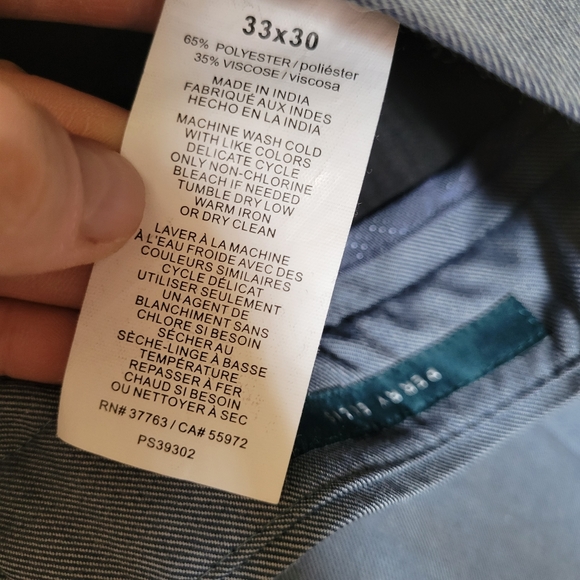 33x30
65% POLYESTER / poliéster
35% VISCOSE / viscosa
MADE IN INDIA
FABRIQUÉ AUX INDES
HECHO EN LA INDIA
MACHINE WASH COLD
WITH LIKE COLORS
DELICATE CYCLE
ONLY NON-CHLORINE
BLEACH IF NEEDED
TUMBLE DRY LOW
WARM IRON
OR DRY CLEAN
LAVER À LA MACHINE
À L'EAU FROIDE AVEC DES
COULEURS SIMILAIRES
CYCLE DÉLICAT
UTILISER SEULEMENT
UN AGENT DE
BLANCHIMENT SANS
CHLORE SI BESOIN
SÉCHER AU
SÈCHE-LINGE À BASSE
TEMPÉRATURE
REPASSER À FER
CHAUD SI BESOIN
OU NETTOYER À SEC
RN# 37763 / CA# 55972
PS39302
PERRY